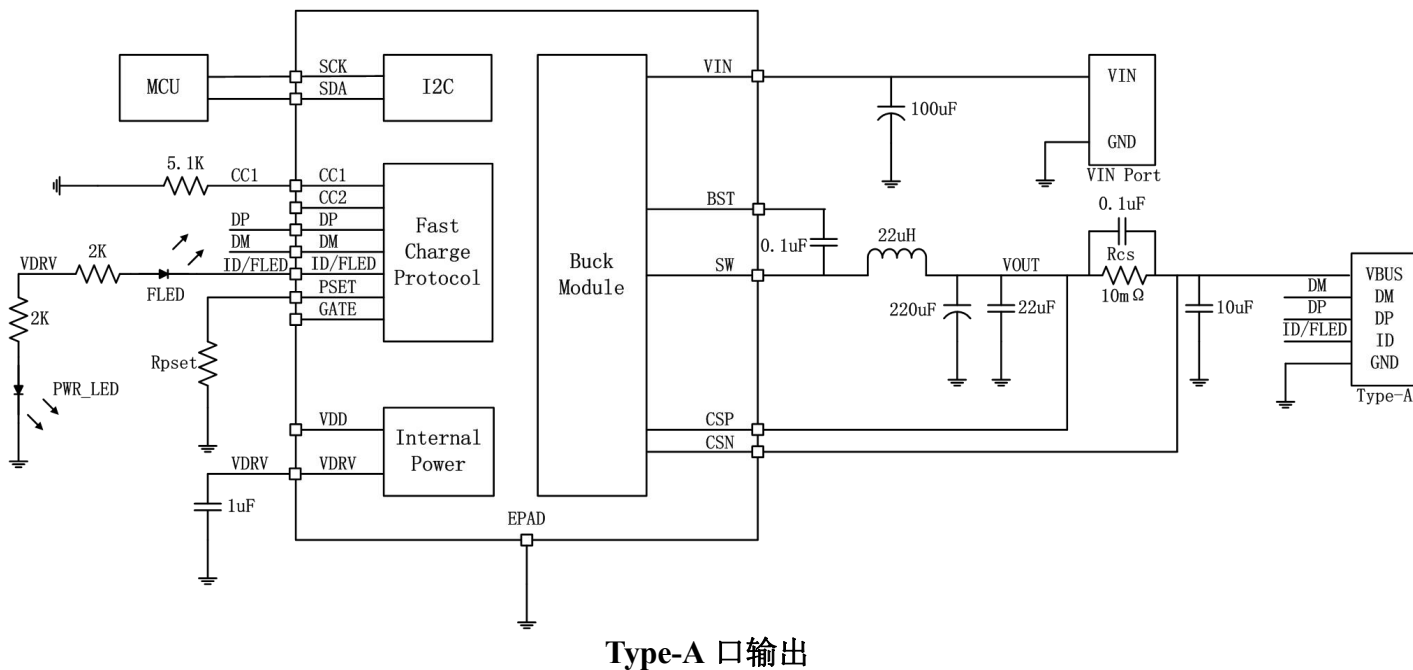 MCU
SCK
SDA
I2C
5.1K
CC1
CC1
CC2
DP
DP
DM
DM
ID/FLED
ID/FLED
PSET
GATE
Fast
Charge
Protocol
VDRV
2K
FLED
2K
PWR_LED
Rpset
VDD
VDRV
VDRV
Internal
Power
1uF
EPAD
Buck
Module
VIN
BST
SW
CSP
CSN
100uF
VIN
GND
VIN Port
0.1uF
22uH
VOUT
220uF
22uF
0.1uF
Rcs
10mΩ
10uF
DM
DP
ID/FLED
VBUS
DM
DP
ID
GND
Type-A
Type-A 口输出